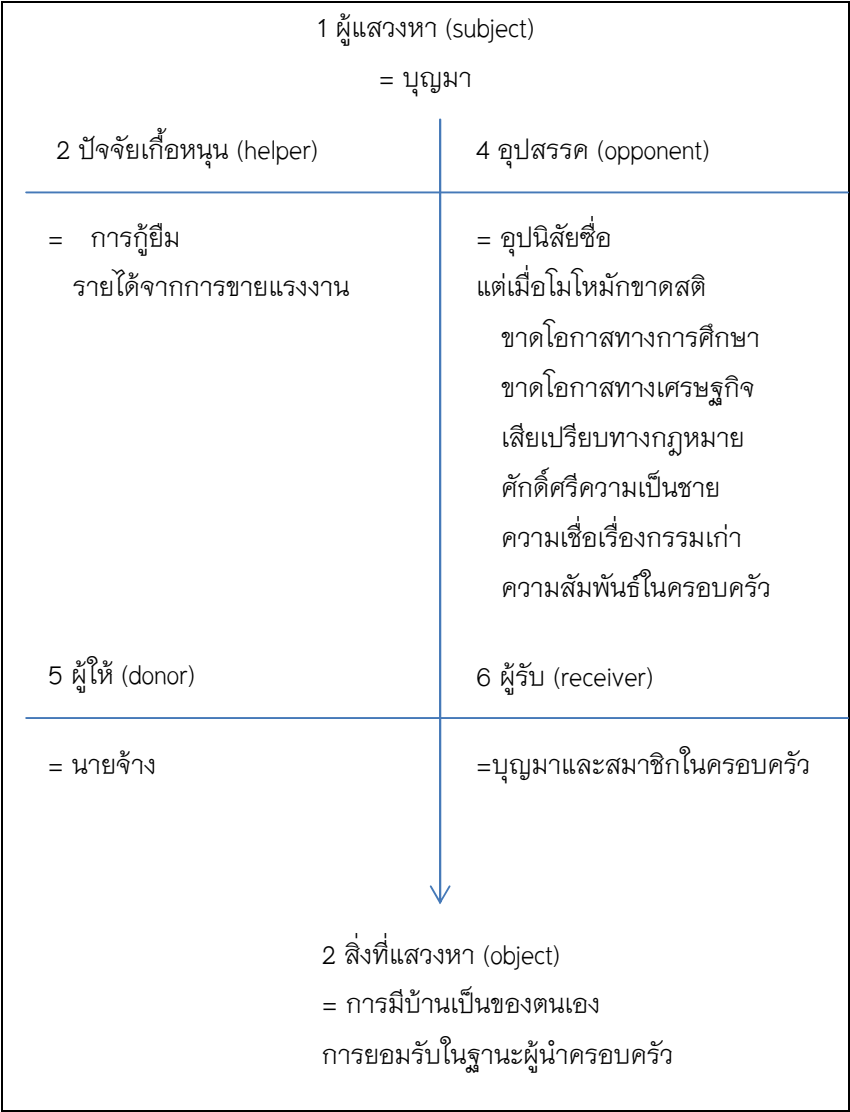 1 ผู้แสวงหา (subject)
= บุญมา
2 ปัจจัยเกื้อหนุน (helper)
4 อุปสรรค (opponent)
= การกู้ยืม
รายได้จากการขายแรงงาน
= อุปนิสัยซื่อ
แต่เมื่อโมโหมักขาดสติ
ขาดโอกาสทางการศึกษา
ขาดโอกาสทางเศรษฐกิจ
เสียเปรียบทางกฎหมาย
ศักดิ์ศรีความเป็นชาย
ความเชื่อเรื่องกรรมเก่า
ความสัมพันธ์ในครอบครัว
5 ผู้ให้ (donor)
6 ผู้รับ (receiver)
= นายจ้าง
=บุญมาและสมาชิกในครอบครัว
2 สิ่งที่แสวงหา (object)
= การมีบ้านเป็นของตนเอง
การยอมรับในฐานะผู้นำครอบครัว